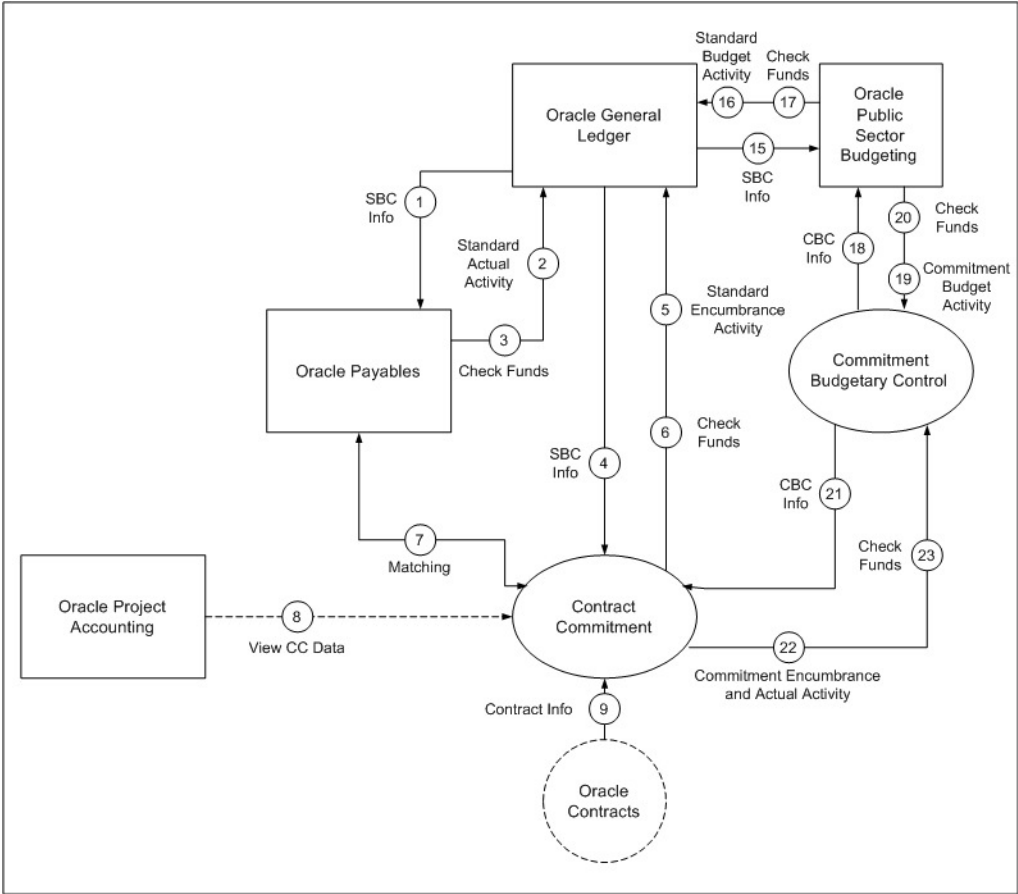 Standard
Budget
Activity
Check
Funds
16
17
Oracle General
Ledger
Oracle
Public
Sector
Budgeting
15
SBC
Info
SBC
Info
1
Standard
Actual
Activity
2
CBC
Info
18
20
Check
Funds
19
Commitment
Budget
Activity
5
Standard
Encumbrance
Activity
Oracle Payables
3
Check Funds
Commitment
Budgetary Control
6
Check
Funds
SBC
Info
4
CBC
Info
21
7
Matching
Check
Funds
23
Oracle Project
Accounting
8
View CC Data
Contract
Commitment
22
Commitment Encumbrance
and Actual Activity
Contract Info
9
Oracle
Contracts